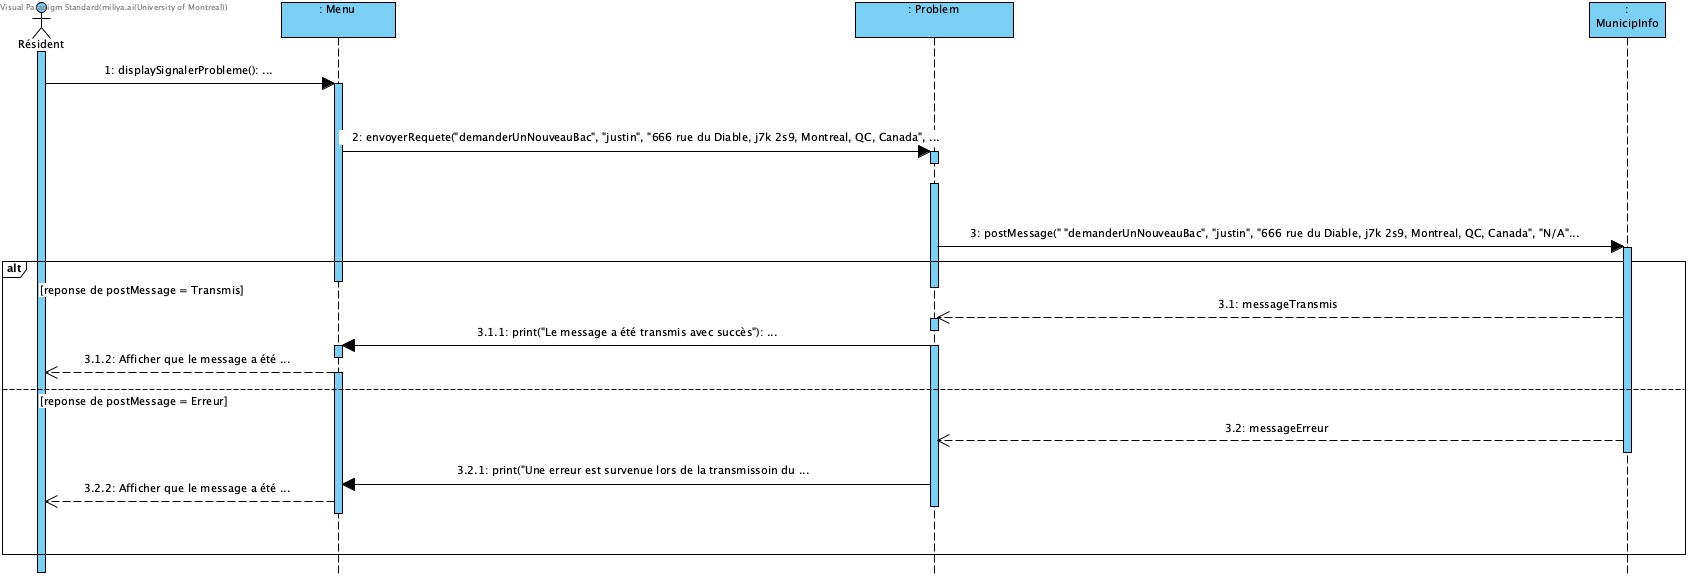 Visual Paradigm Standard(miliya.ai(University of Montreal))
Résident
: Menu
: Problem
:
MunicipInfo
1: displaySignalerProbleme(): ...
2: envoyerRequete("demanderUnNouveauBac", "justin", "666 rue du Diable, j7k 2s9, Montreal, QC, Canada", ...
3: postMessage(" "demanderUnNouveauBac", "justin", "666 rue du Diable, j7k 2s9, Montreal, QC, Canada", "N/A"...
alt
[reponse de postMessage = Transmis]
3.1: messageTransmis
3.1.1: print("Le message a été transmis avec succès"): ...
3.1.2: Afficher que le message a été ...
[reponse de postMessage = Erreur]
3.2: messageErreur
3.2.1: print("Une erreur est survenue lors de la transmissoin du ...
3.2.2: Afficher que le message a été ...